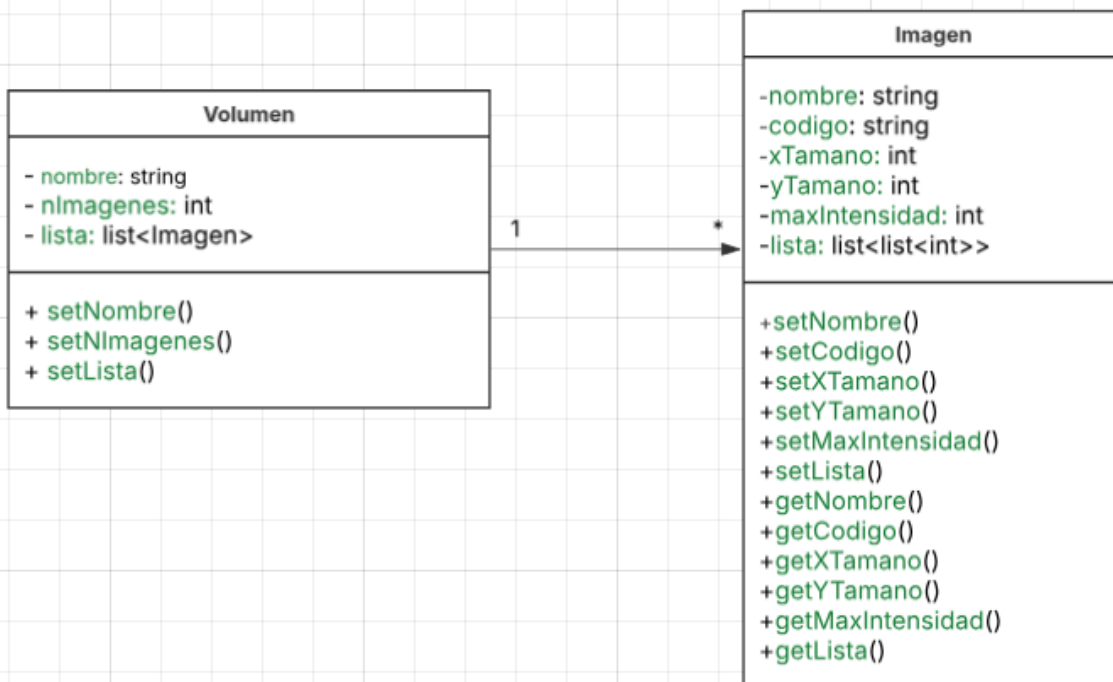 Volumen
- nombre: string
- nImagenes: int
- lista: list<Imagen>
+ setNombre()
+ setNImagenes()
+ setLista()
1
*
Imagen
-nombre: string
-codigo: string
-xTamano: int
-yTamano: int
-maxIntensidad: int
-lista: list<list<int>>
+setNombre()
+setCodigo()
+setXTamano()
+setYTamano()
+setMaxIntensidad()
+setLista()
+getNombre()
+getCodigo()
+getXTamano()
+getYTamano()
+getMaxIntensidad()
+getLista()